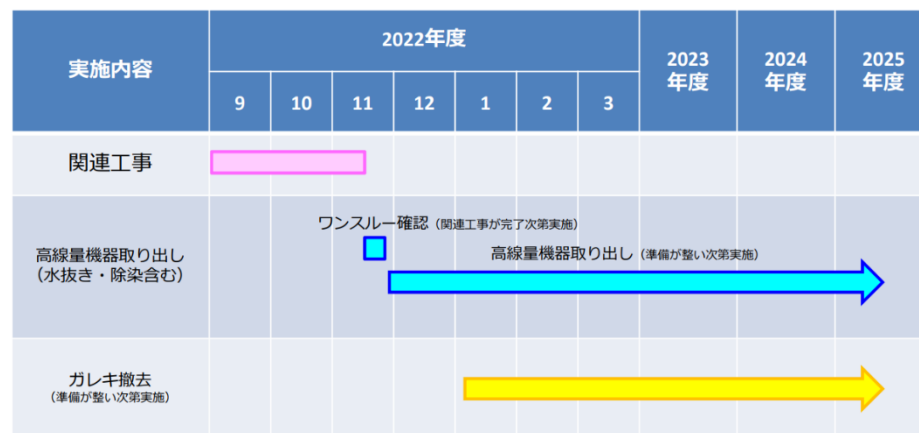 実施内容
2022年度
2023
年度
2024
年度
2025
年度
9 10 11 12 1 2 3
関連工事
ワンスルー確認（関連工事が完了次第実施）
高線量機器取り出し
（水抜き・除染含む）
高線量機器取り出し（準備が整い次第実施）
ガレキ撤去
（準備が整い次第実施）